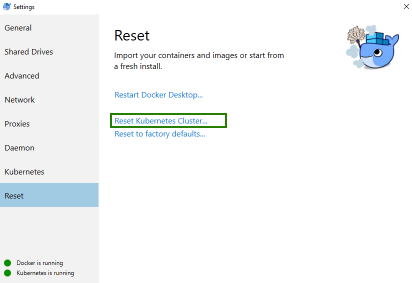 Settings
General
Shared Drives
Advanced
Network
Proxies
Daemon
Kubernetes
Reset
Docker is running
Kubernetes is running
Reset
Import your containers and images or start from
a fresh install.
Restart Docker Desktop...
Reset Kubernetes Cluster...
Reset to factory defaults...